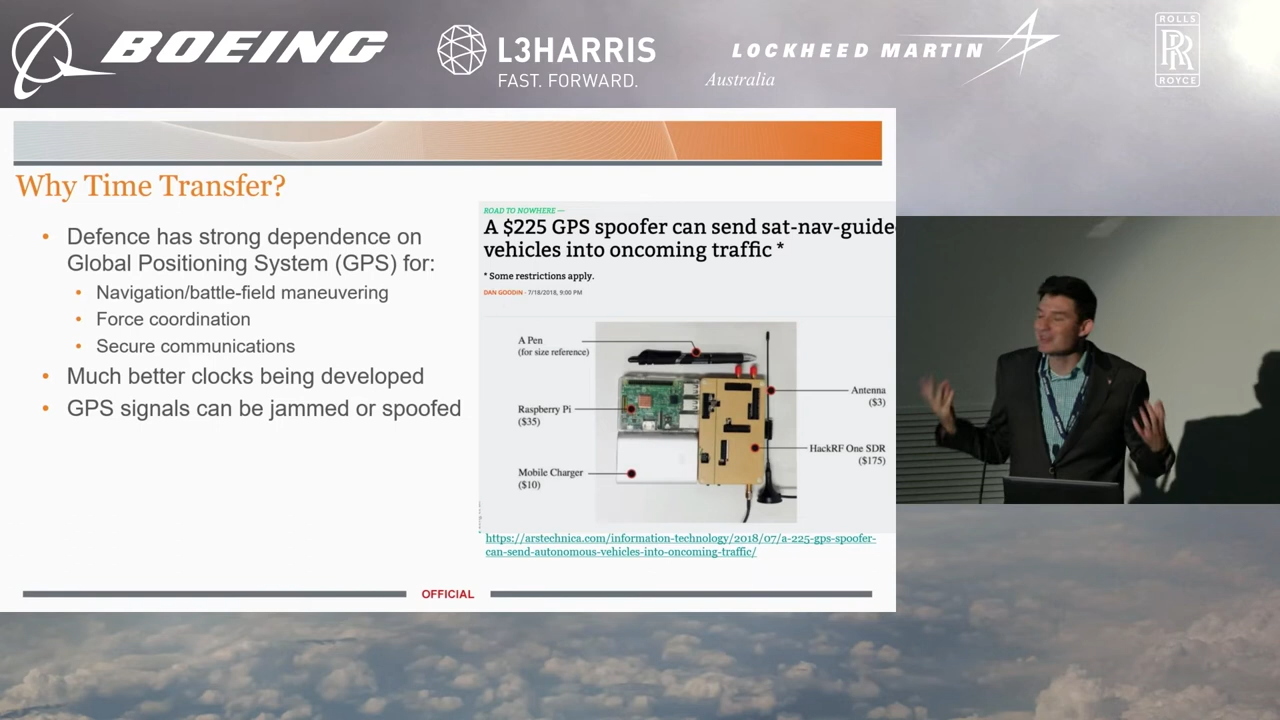 BOEING
L3HARRIS
FAST. FORWARD.
LOCKHEED MARTIN
Australia
ROLLS
RR
ROYCE
Why Time Transfer?
• Defence has strong dependence on
Global Positioning System (GPS) for:
• Navigation/battle-field maneuvering
• Force coordination
• Secure communications
• Much better clocks being developed
• GPS signals can be jammed or spoofed
ROAD TO NOWHERE —
A $225 GPS spoofer can send sat-nav-guide
vehicles into oncoming traffic *
* Some restrictions apply.
DAN GOODIN - 7/18/2018, 9:00 PM
A Pen
(for size reference)
Raspberry Pi
($35)
Mobile Charger
($10)
Antenna
($3)
HackRF One SDR
($175)
https://arstechnica.com/information-technology/2018/07/a-225-gps-spoofer-
can-send-autonomous-vehicles-into-oncoming-traffic/
OFFICIAL